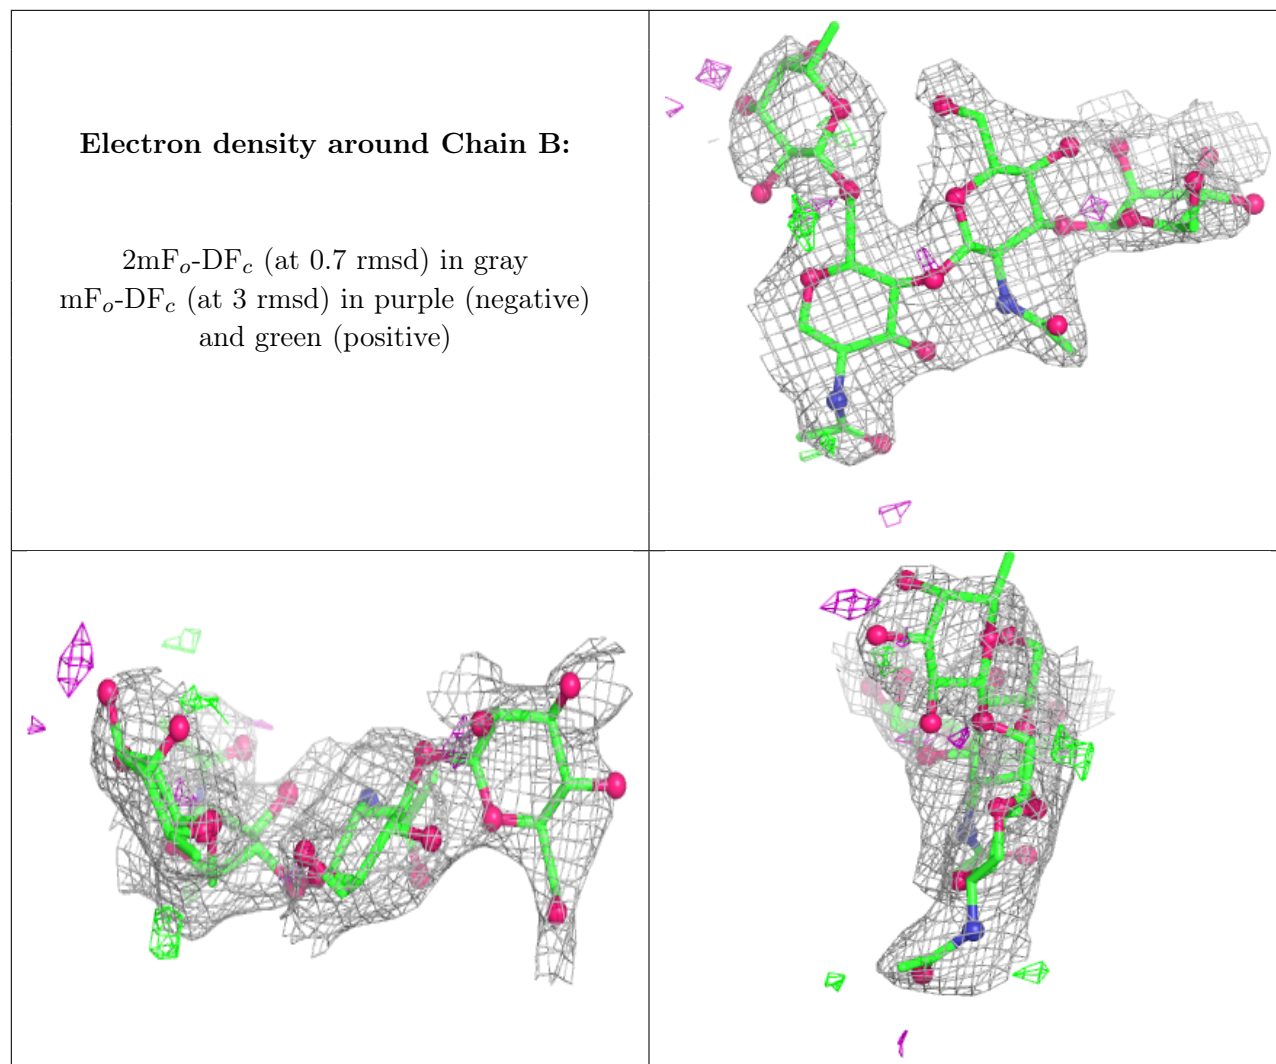 Electron density around Chain B:
2mFₒ-DF𝒸 (at 0.7 rmsd) in gray
mFₒ-DF𝒸 (at 3 rmsd) in purple (negative)
and green (positive)